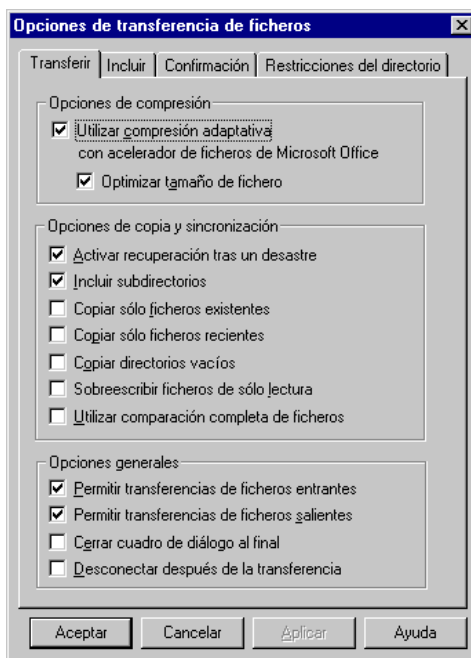 Opciones de transferencia de ficheros
Transferir Incluir Confirmación Restricciones del directorio
Opciones de compresión
Utilizar compresión adaptativa
con acelerador de ficheros de Microsoft Office
Optimizar tamaño de fichero
Opciones de copia y sincronización
Activar recuperación tras un desastre
Incluir subdirectorios
Copiar sólo ficheros existentes
Copiar sólo ficheros recientes
Copiar directorios vacíos
Sobreescribir ficheros de sólo lectura
Utilizar comparación completa de ficheros
Opciones generales
Permitir transferencias de ficheros entrantes
Permitir transferencias de ficheros salientes
Cerrar cuadro de diálogo al final
Desconectar después de la transferencia
Aceptar Cancelar Aplicar Ayuda